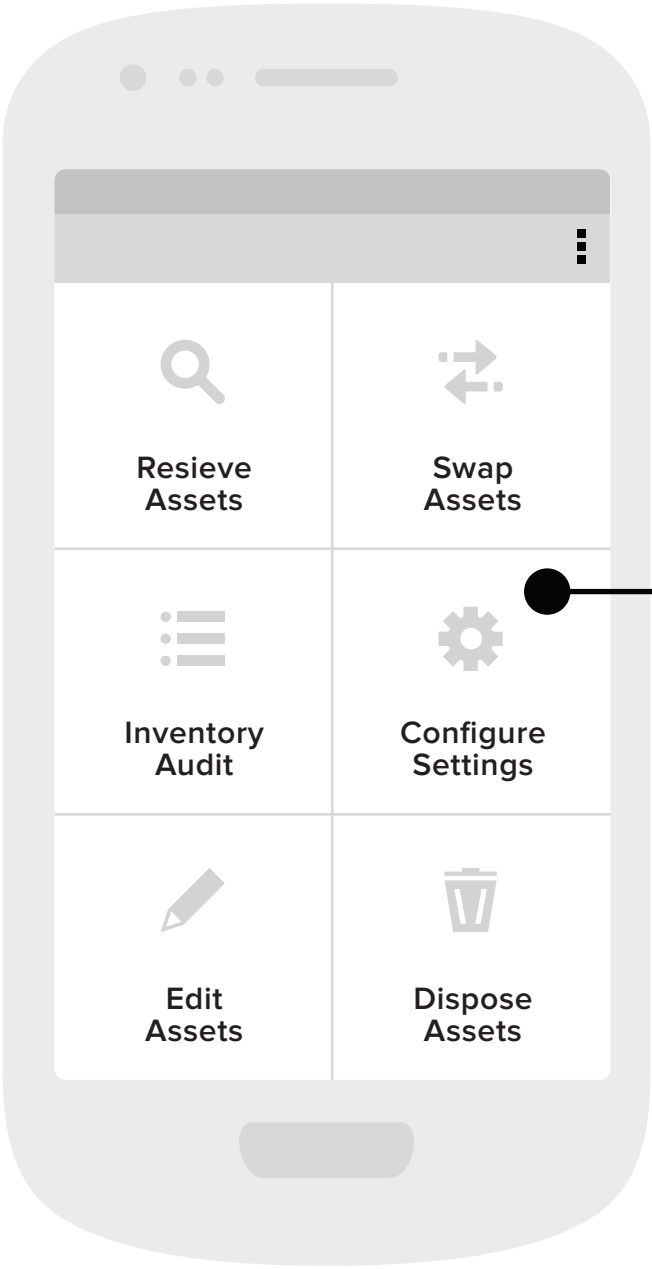 Resieve
Assets
Swap
Assets
Inventory
Audit
Configure
Settings
Edit
Assets
Dispose
Assets